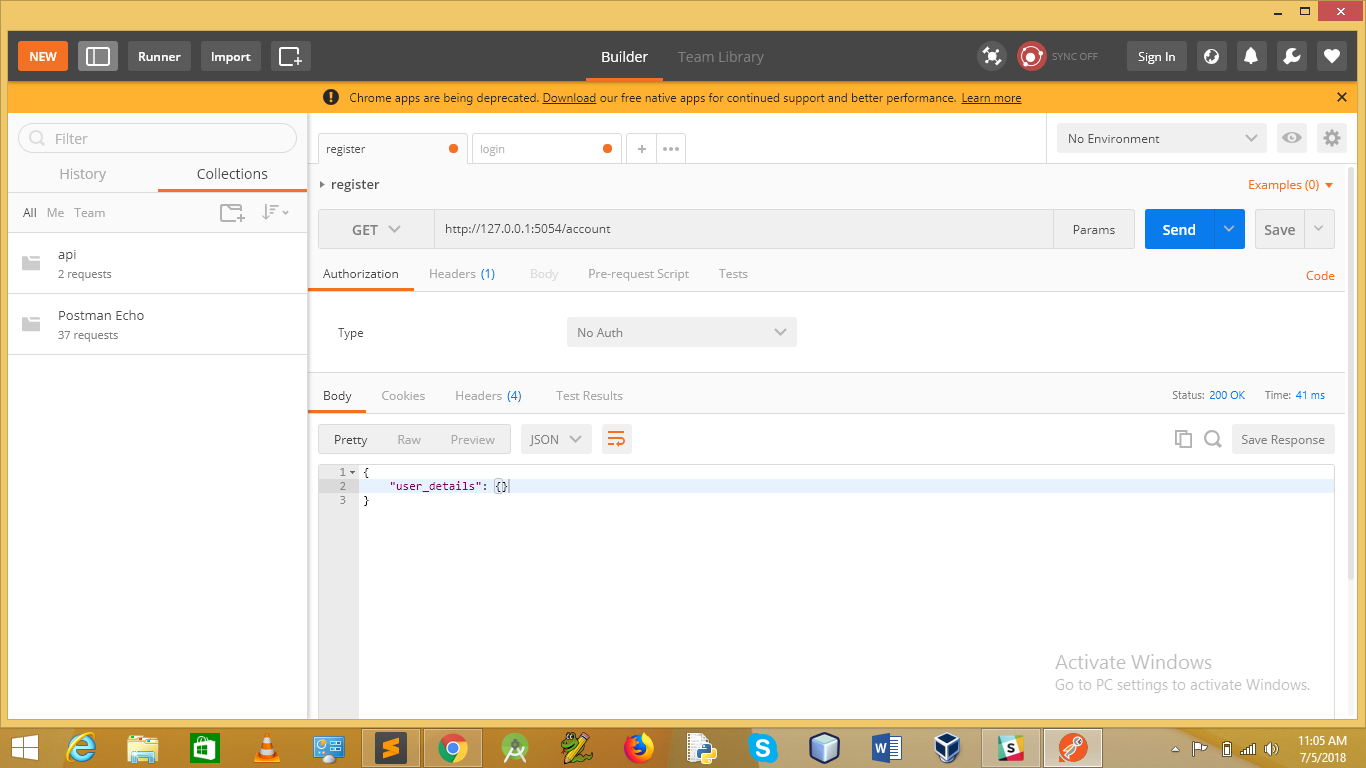 NEW
Runner
Import
Builder
Team Library
SYNC OFF
Sign In
Chrome apps are being deprecated. Download our free native apps for continued support and better performance. Learn more
Filter
History
Collections
All Me Team
api
2 requests
Postman Echo
37 requests
register
login
No Environment
register
Examples (0)
GET
http://127.0.0.1:5054/account
Params
Send
Save
Authorization
Headers (1)
Body
Pre-request Script
Tests
Code
Type
No Auth
Body
Cookies
Headers (4)
Test Results
Status: 200 OK
Time: 41 ms
Pretty
Raw
Preview
JSON
Save Response
1 {
2 "user_details": {}
3 }
Activate Windows
Go to PC settings to activate Windows.
11:05 AM
7/5/2018